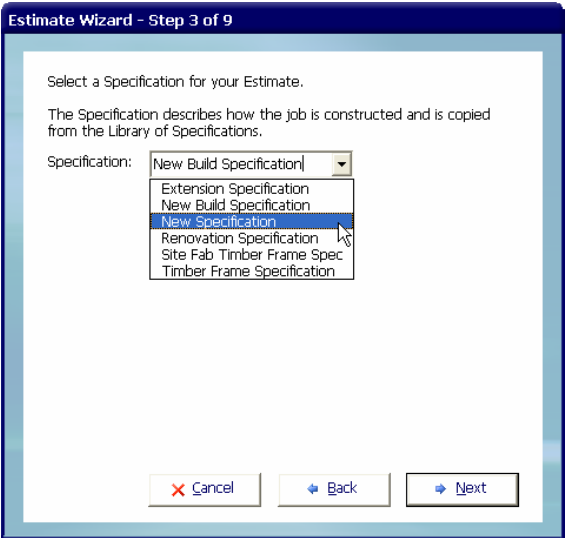 Estimate Wizard - Step 3 of 9
Select a Specification for your Estimate.
The Specification describes how the job is constructed and is copied
from the Library of Specifications.
Specification: New Build Specification
Extension Specification
New Build Specification
New Specification
Renovation Specification
Site Fab Timber Frame Spec
Timber Frame Specification
Cancel Back Next